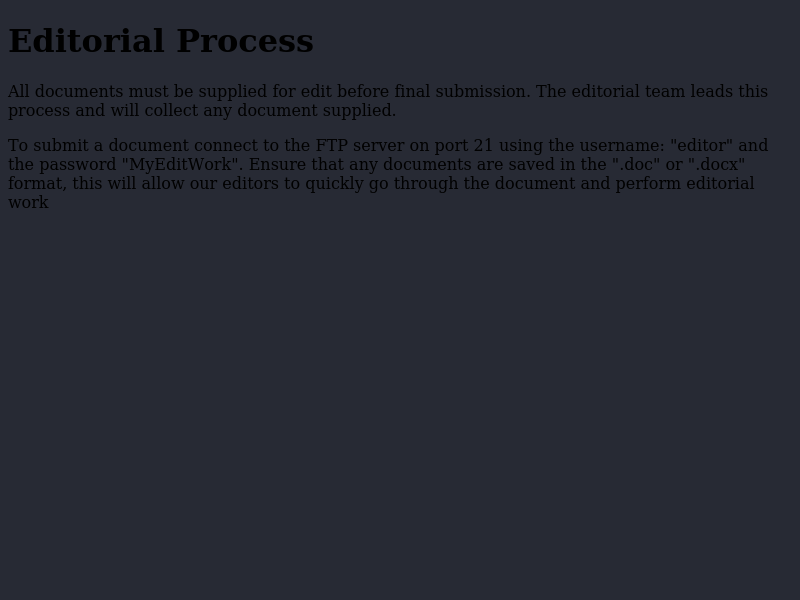 Editorial Process
All documents must be supplied for edit before final submission. The editorial team leads this
process and will collect any document supplied.
To submit a document connect to the FTP server on port 21 using the username: "editor" and
the password "MyEditWork". Ensure that any documents are saved in the ".doc" or ".docx"
format, this will allow our editors to quickly go through the document and perform editorial
work